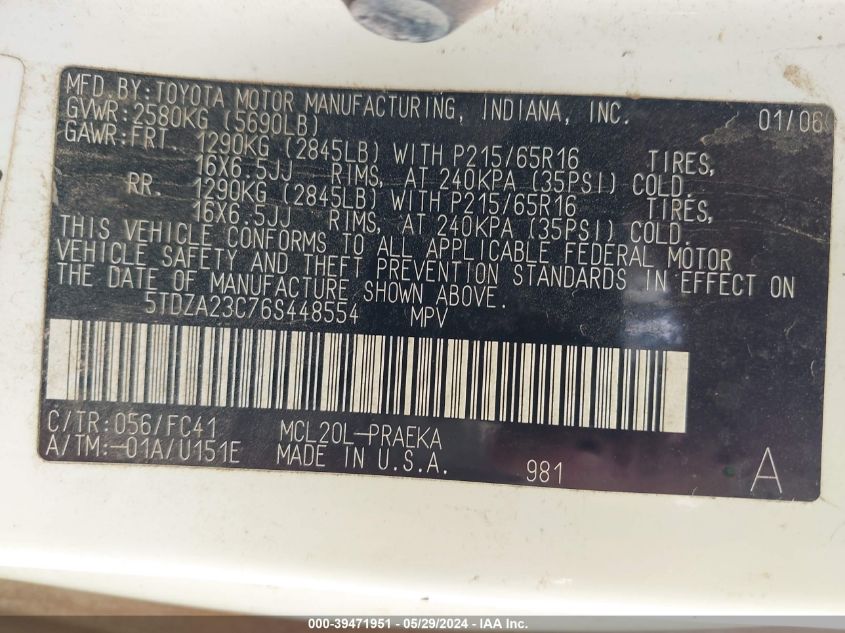 MFD.BY:TOYOTA MOTOR MANUFACTURING, INDIANA, INC. 01/06
GVWR:2580KG (5690LB)
GAWR:FRT. 1290KG (2845LB) WITH P215/65R16 TIRES,
16X6.5JJ RIMS, AT 240KPA (35PSI) COLD.
RR. 1290KG (2845LB) WITH P215/65R16 TIRES,
16X6.5JJ RIMS, AT 240KPA (35PSI) COLD.
THIS VEHICLE CONFORMS TO ALL APPLICABLE FEDERAL MOTOR
VEHICLE SAFETY AND THEFT PREVENTION STANDARDS IN EFFECT ON
THE DATE OF MANUFACTURE SHOWN ABOVE.
5TDZA23C76S448554 MPV
C/TR:056/FC41 MCL20L-PRAEKA
A/TM:-01A/U151E MADE IN U.S.A. 981 A
000-39471951 / 05/29/2024 - IAA Inc.